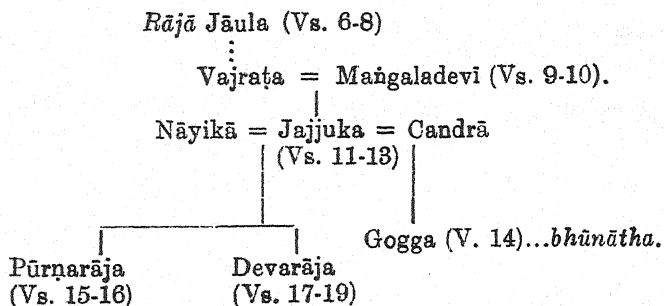 Rājā Jāula (Vs. 6-8)
Vajraṭa = Maṅgaladevi (Vs. 9-10).
Nāyikā = Jajjuka = Candrā
(Vs. 11-13)
Gogga (V. 14)...bhūnātha.
Pūrṇarāja Devarāja
(Vs. 15-16) (Vs. 17-19)